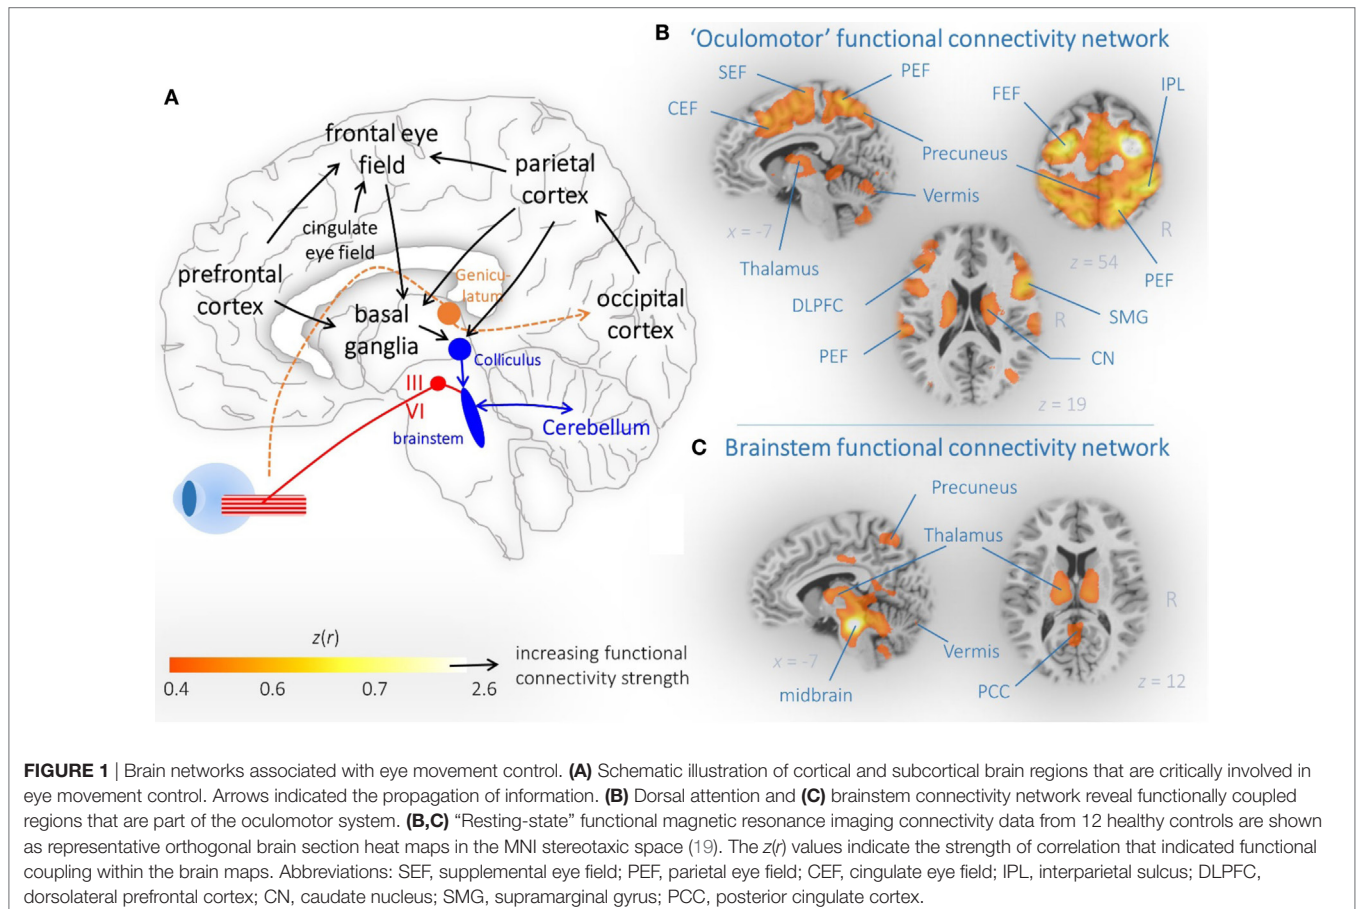 A
frontal eye
field
parietal
cortex
cingulate
eye field
prefrontal
cortex
Genicu-
latum
basal
ganglia
occipital
cortex
Colliculus
III
VI
brainstem
Cerebellum
z(r)
0.4 0.6 0.7 2.6
increasing functional
connectivity strength
B 'Oculomotor' functional connectivity network
SEF
PEF
CEF
FEF
IPL
Precuneus
Vermis
x = -7
R
Thalamus
z = 54
PEF
DLPFC
R
SMG
PEF
CN
z = 19
C Brainstem functional connectivity network
Precuneus
Thalamus
R
Vermis
x = -7
midbrain
PCC
z = 12
FIGURE 1 | Brain networks associated with eye movement control. (A) Schematic illustration of cortical and subcortical brain regions that are critically involved in
eye movement control. Arrows indicated the propagation of information. (B) Dorsal attention and (C) brainstem connectivity network reveal functionally coupled
regions that are part of the oculomotor system. (B,C) “Resting-state” functional magnetic resonance imaging connectivity data from 12 healthy controls are shown
as representative orthogonal brain section heat maps in the MNI stereotaxic space (19). The z(r) values indicate the strength of correlation that indicated functional
coupling within the brain maps. Abbreviations: SEF, supplemental eye field; PEF, parietal eye field; CEF, cingulate eye field; IPL, interparietal sulcus; DLPFC,
dorsolateral prefrontal cortex; CN, caudate nucleus; SMG, supramarginal gyrus; PCC, posterior cingulate cortex.